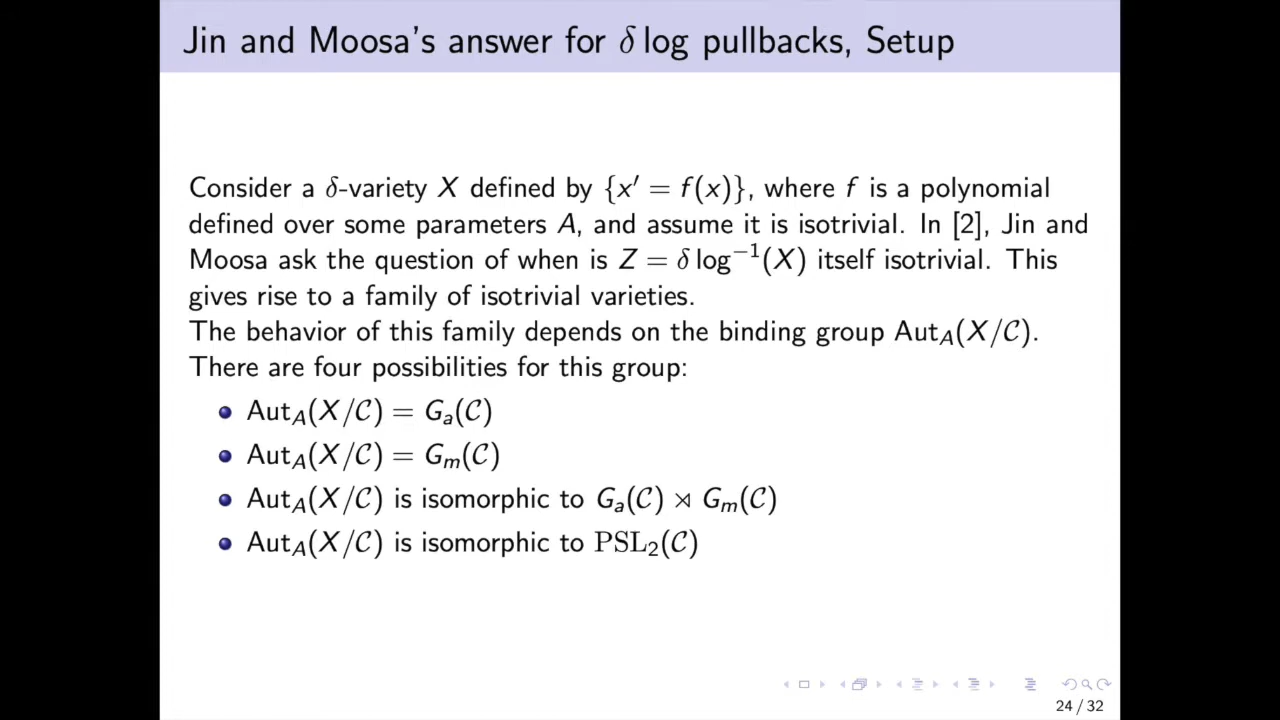 Jin and Moosa's answer for δ log pullbacks, Setup
Consider a δ-variety X defined by {x′ = f(x)}, where f is a polynomial
defined over some parameters A, and assume it is isotrivial. In [2], Jin and
Moosa ask the question of when is Z = δ log⁻¹(X) itself isotrivial. This
gives rise to a family of isotrivial varieties.
The behavior of this family depends on the binding group Aut_A(X/𝒞).
There are four possibilities for this group:
Aut_A(X/𝒞) = G_a(𝒞)
Aut_A(X/𝒞) = G_m(𝒞)
Aut_A(X/𝒞) is isomorphic to G_a(𝒞) ⋊ G_m(𝒞)
Aut_A(X/𝒞) is isomorphic to PSL₂(𝒞)
24 / 32